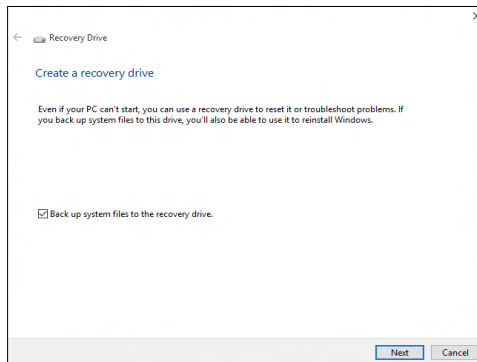 Recovery Drive
Create a recovery drive
Even if your PC can't start, you can use a recovery drive to reset it or troubleshoot problems. If
you back up system files to this drive, you'll also be able to use it to reinstall Windows.
Back up system files to the recovery drive.
Next Cancel